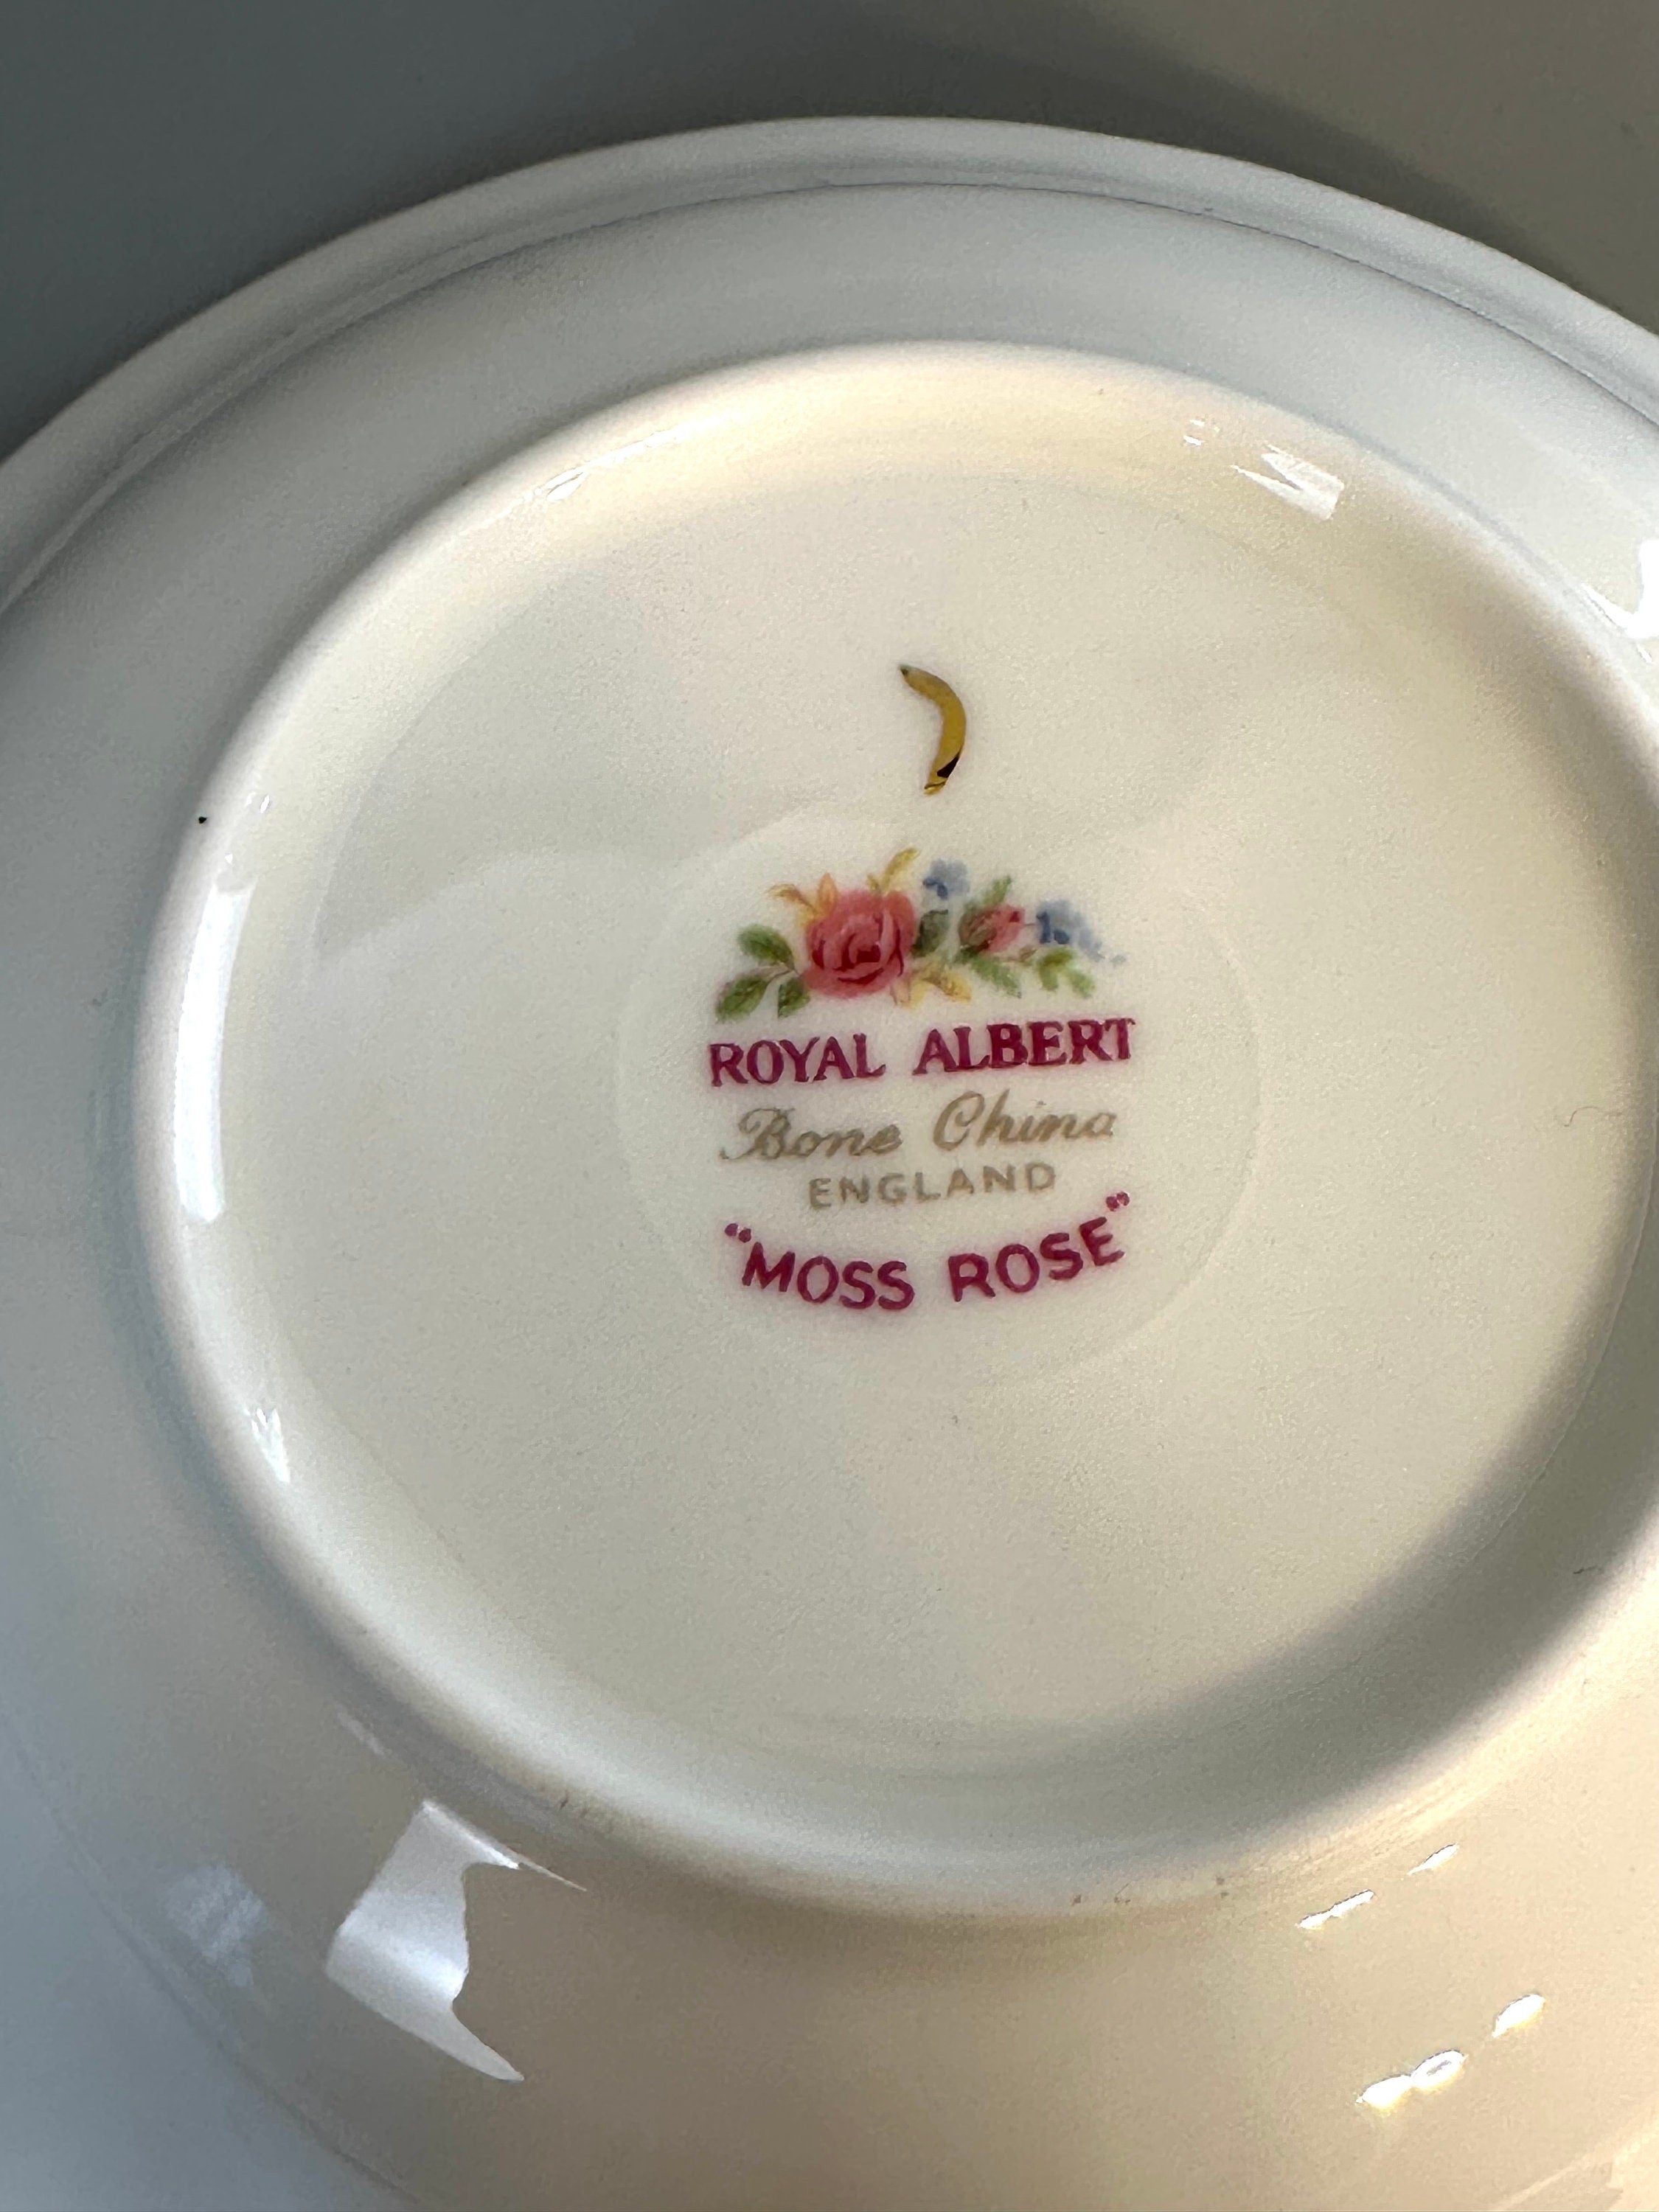 ROYAL ALBERT
Bone China
ENGLAND
"MOSS ROSE"